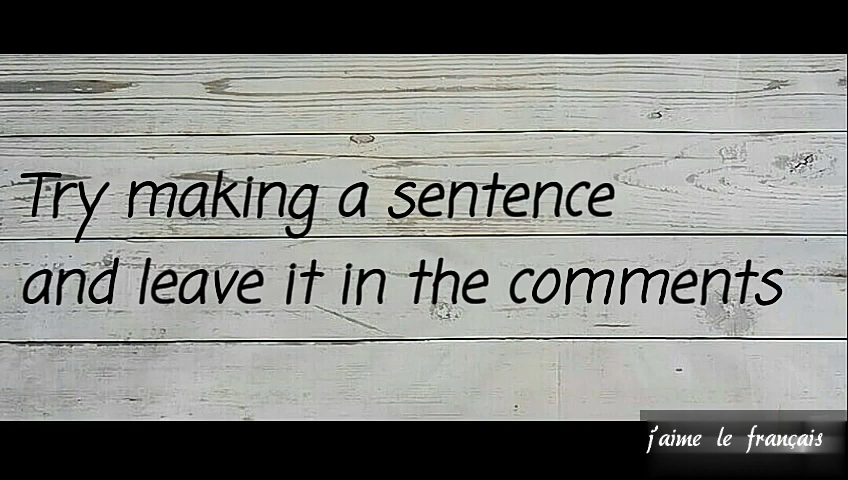 Try making a sentence
and leave it in the comments
j'aime le français